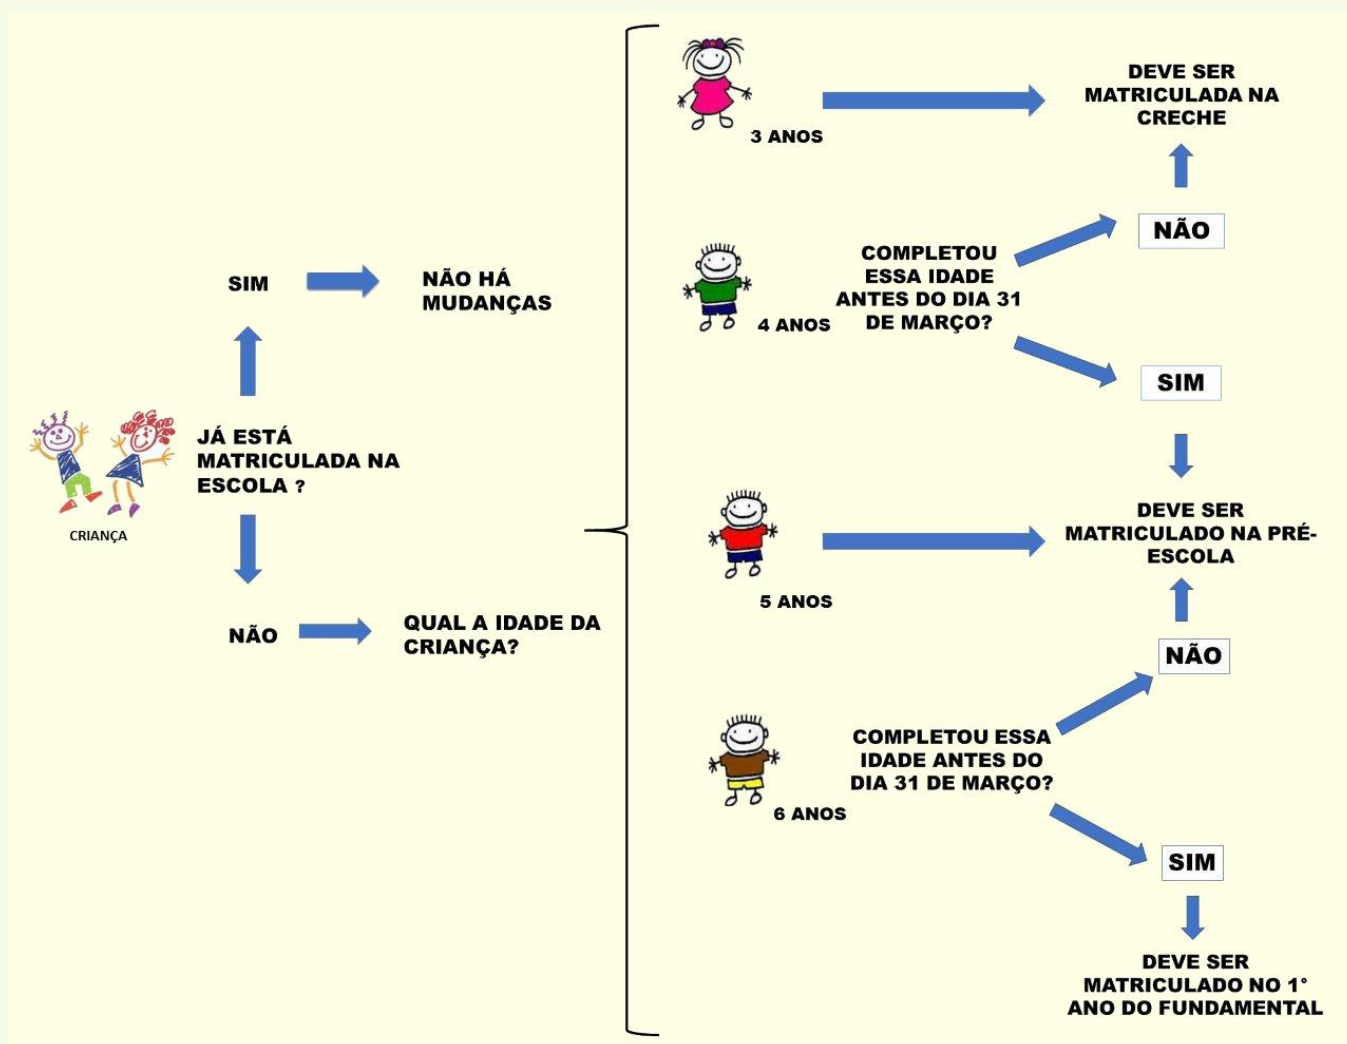 CRIANÇA
JÁ ESTÁ
MATRICULADA NA
ESCOLA ?
SIM
NÃO HÁ
MUDANÇAS
NÃO
QUAL A IDADE DA
CRIANÇA?
3 ANOS
DEVE SER
MATRICULADA NA
CRECHE
4 ANOS
COMPLETOU
ESSA IDADE
ANTES DO DIA 31
DE MARÇO?
NÃO
SIM
5 ANOS
DEVE SER
MATRICULADO NA PRÉ-
ESCOLA
6 ANOS
COMPLETOU ESSA
IDADE ANTES DO
DIA 31 DE MARÇO?
NÃO
SIM
DEVE SER
MATRICULADO NO 1°
ANO DO FUNDAMENTAL